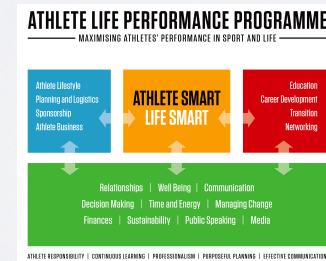 ATHLETE LIFE PERFORMANCE PROGRAMME
MAXIMISING ATHLETES' PERFORMANCE IN SPORT AND LIFE
Athlete Lifestyle
Planning and Logistics
Sponsorship
Athlete Business
ATHLETE SMART
LIFE SMART
Education
Career Development
Transition
Networking
Relationships | Well Being | Communication
Decision Making | Time and Energy | Managing Change
Finances | Sustainability | Public Speaking | Media
ATHLETE RESPONSIBILITY | CONTINUOUS LEARNING | PROFESSIONALISM | PURPOSEFUL PLANNING | EFFECTIVE COMMUNICATION